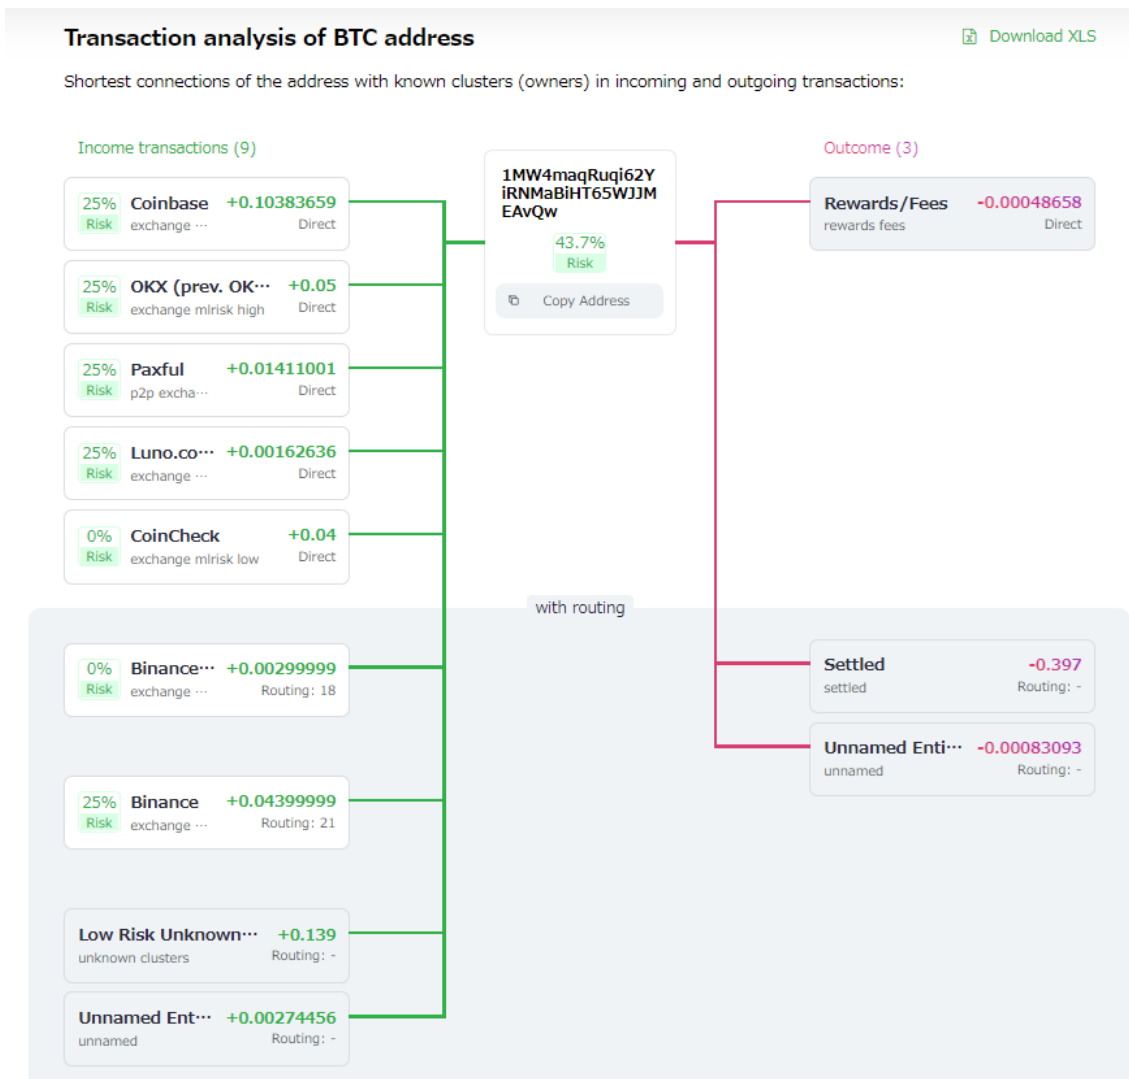 Transaction analysis of BTC address
Download XLS
Shortest connections of the address with known clusters (owners) in incoming and outgoing transactions:
Income transactions (9)
25% Coinbase +0.10383659
Risk exchange ··· Direct
25% OKX (prev. OK··· +0.05
Risk exchange mlrisk high Direct
25% Paxful +0.01411001
Risk p2p excha··· Direct
25% Luno.co··· +0.00162636
Risk exchange ··· Direct
0% CoinCheck +0.04
Risk exchange mlrisk low Direct
1MW4maqRuqi62Y
iRNMaBiHT65WJJM
EAvQw
43.7%
Risk
Copy Address
Outcome (3)
Rewards/Fees -0.00048658
rewards fees Direct
with routing
0% Binance··· +0.00299999
Risk exchange ··· Routing: 18
25% Binance +0.04399999
Risk exchange ··· Routing: 21
Low Risk Unknown··· +0.139
unknown clusters Routing: -
Unnamed Ent··· +0.00274456
unnamed Routing: -
Settled -0.397
settled Routing: -
Unnamed Enti··· -0.00083093
unnamed Routing: -